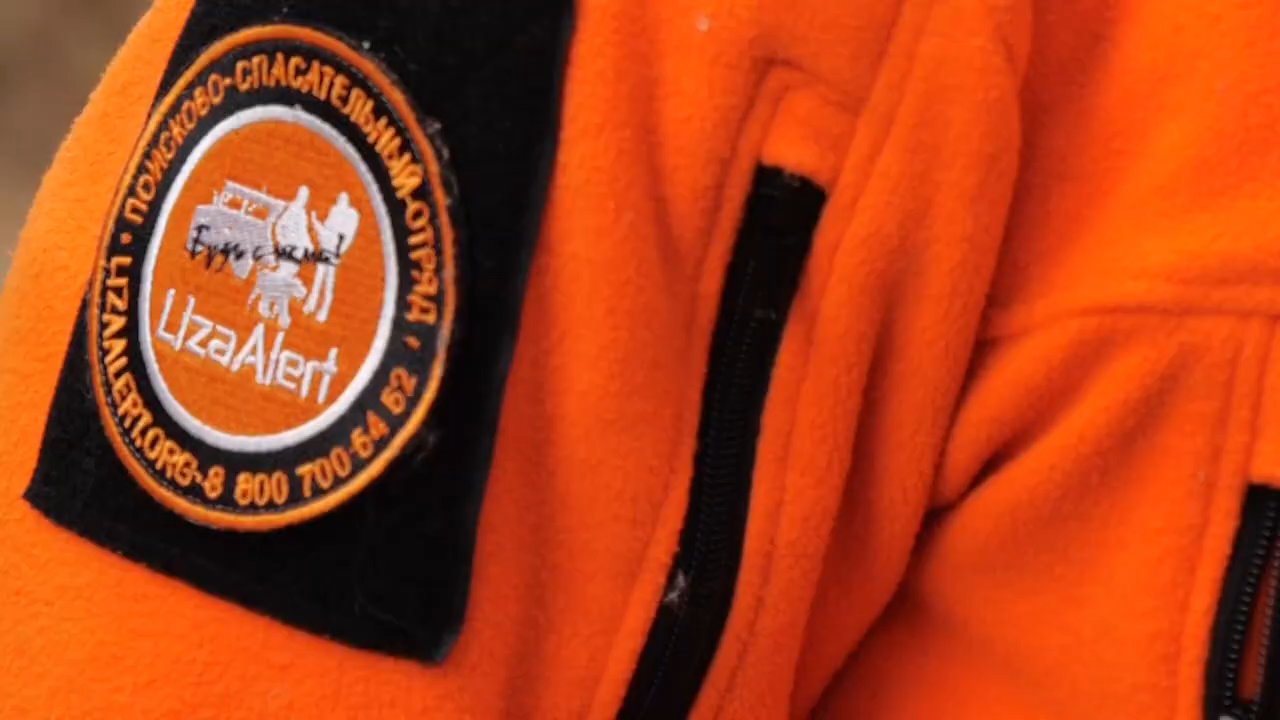 • ПОИСКОВО-СПАСАТЕЛЬНЫЙ ОТРЯД •
Будь с нами!
LizaAlert
LIZAALERT.ORG-8 800 700-54 52